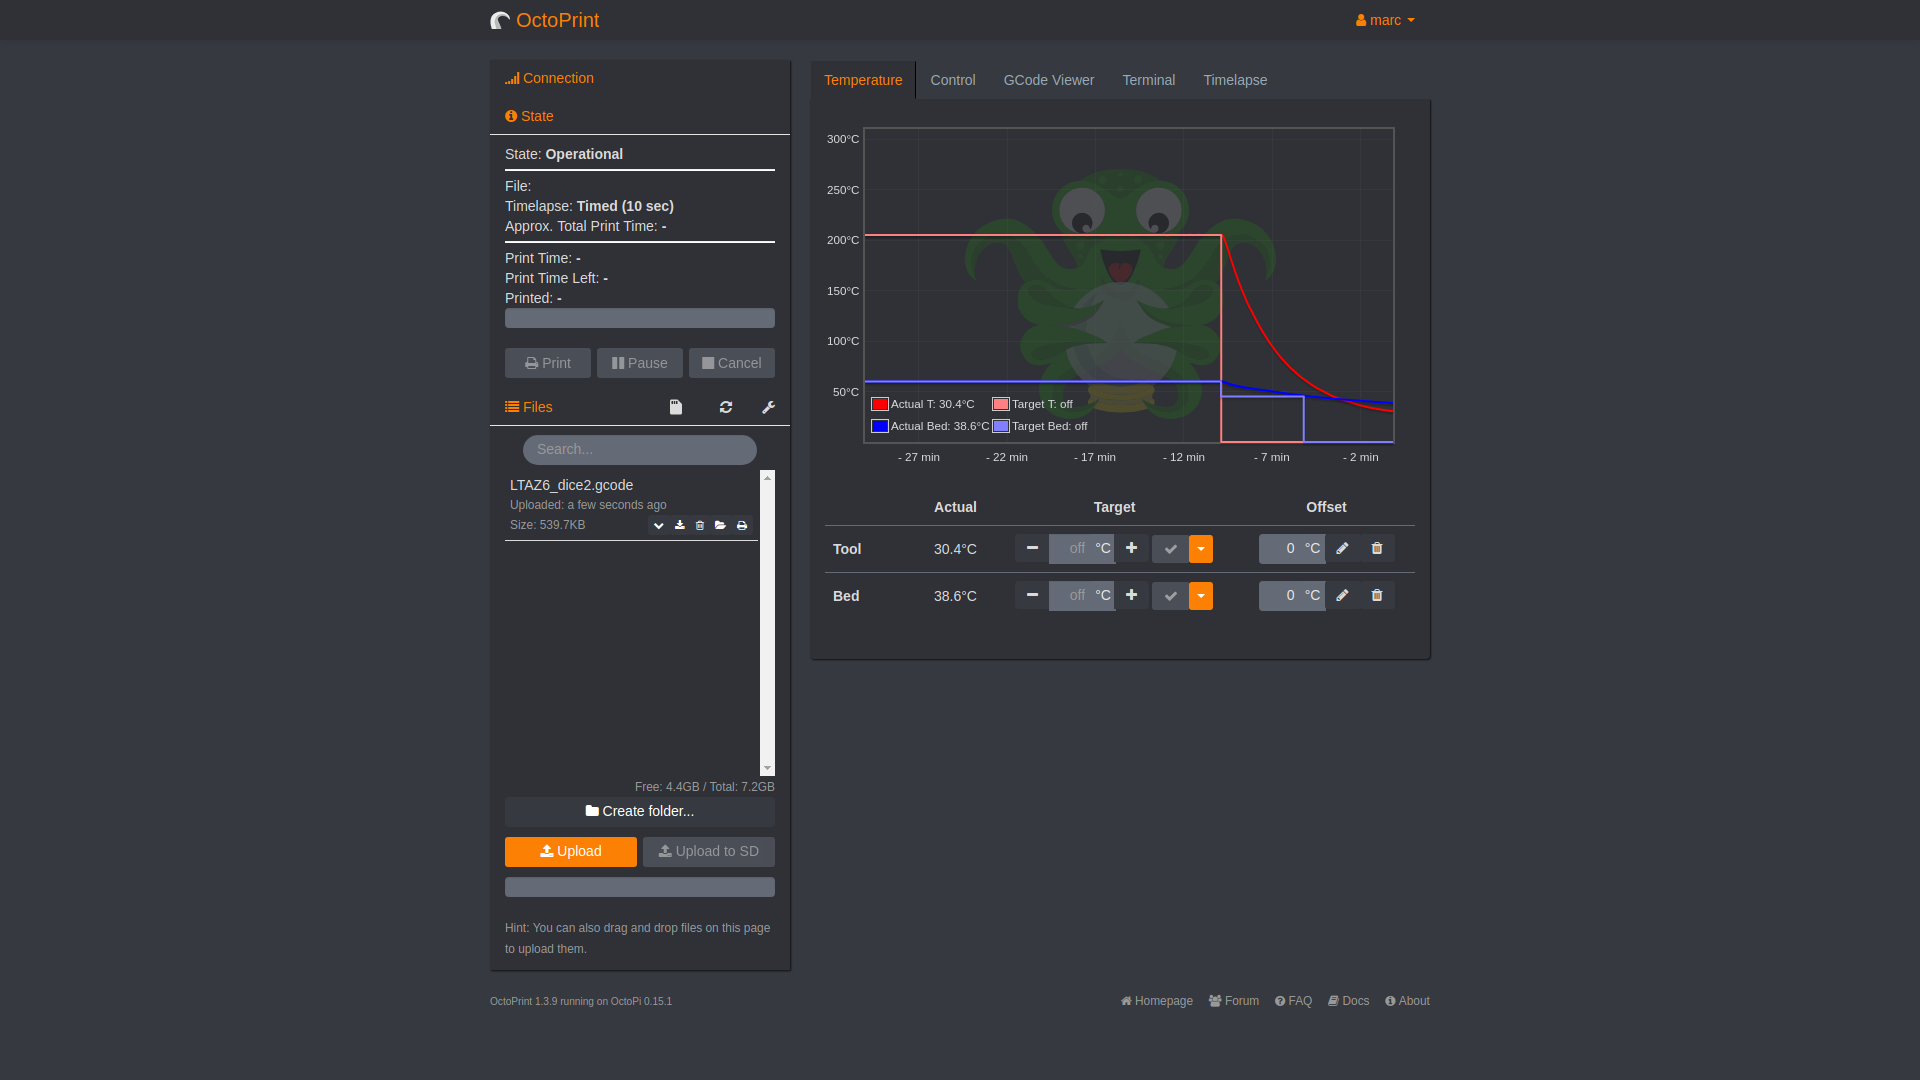 OctoPrint
marc
Connection
State
State: Operational
File:
Timelapse: Timed (10 sec)
Approx. Total Print Time: -
Print Time: -
Print Time Left: -
Printed: -
Print Pause Cancel
Files
Search...
LTAZ6_dice2.gcode
Uploaded: a few seconds ago
Size: 539.7KB
Free: 4.4GB / Total: 7.2GB
Create folder...
Upload Upload to SD
Hint: You can also drag and drop files on this page
to upload them.
Temperature Control GCode Viewer Terminal Timelapse
300°C
250°C
200°C
150°C
100°C
50°C
Actual T: 30.4°C Target T: off
Actual Bed: 38.6°C Target Bed: off
- 27 min - 22 min - 17 min - 12 min - 7 min - 2 min
Actual Target Offset
Tool 30.4°C off °C 0 °C
Bed 38.6°C off °C 0 °C
OctoPrint 1.3.9 running on OctoPi 0.15.1
Homepage Forum FAQ Docs About